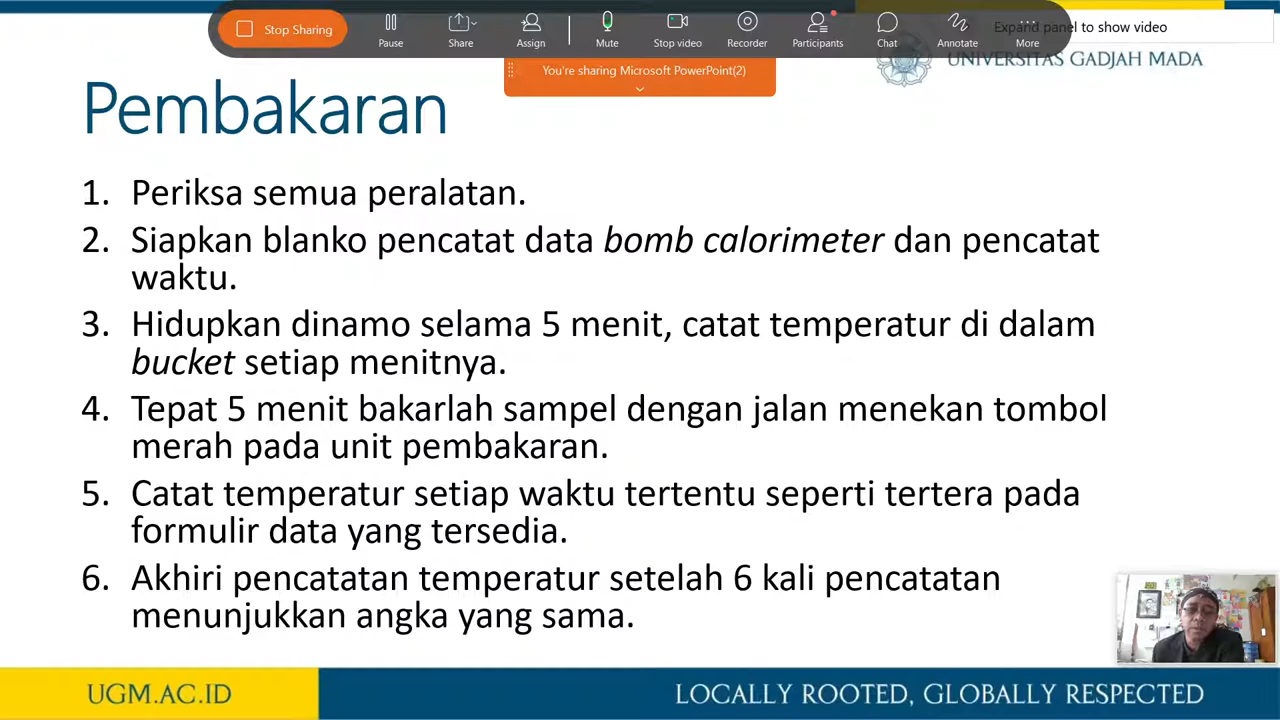 Stop Sharing
Pause
Share
Assign
Mute
Stop video
Recorder
Participants
Chat
Annotate
More
Expand panel to show video
You're sharing Microsoft PowerPoint(2)
UNIVERSITAS GADJAH MADA
Pembakaran
1. Periksa semua peralatan.
2. Siapkan blanko pencatat data bomb calorimeter dan pencatat
waktu.
3. Hidupkan dinamo selama 5 menit, catat temperatur di dalam
bucket setiap menitnya.
4. Tepat 5 menit bakarlah sampel dengan jalan menekan tombol
merah pada unit pembakaran.
5. Catat temperatur setiap waktu tertentu seperti tertera pada
formulir data yang tersedia.
6. Akhiri pencatatan temperatur setelah 6 kali pencatatan
menunjukkan angka yang sama.
UGM.AC.ID
LOCALLY ROOTED, GLOBALLY RESPECTED